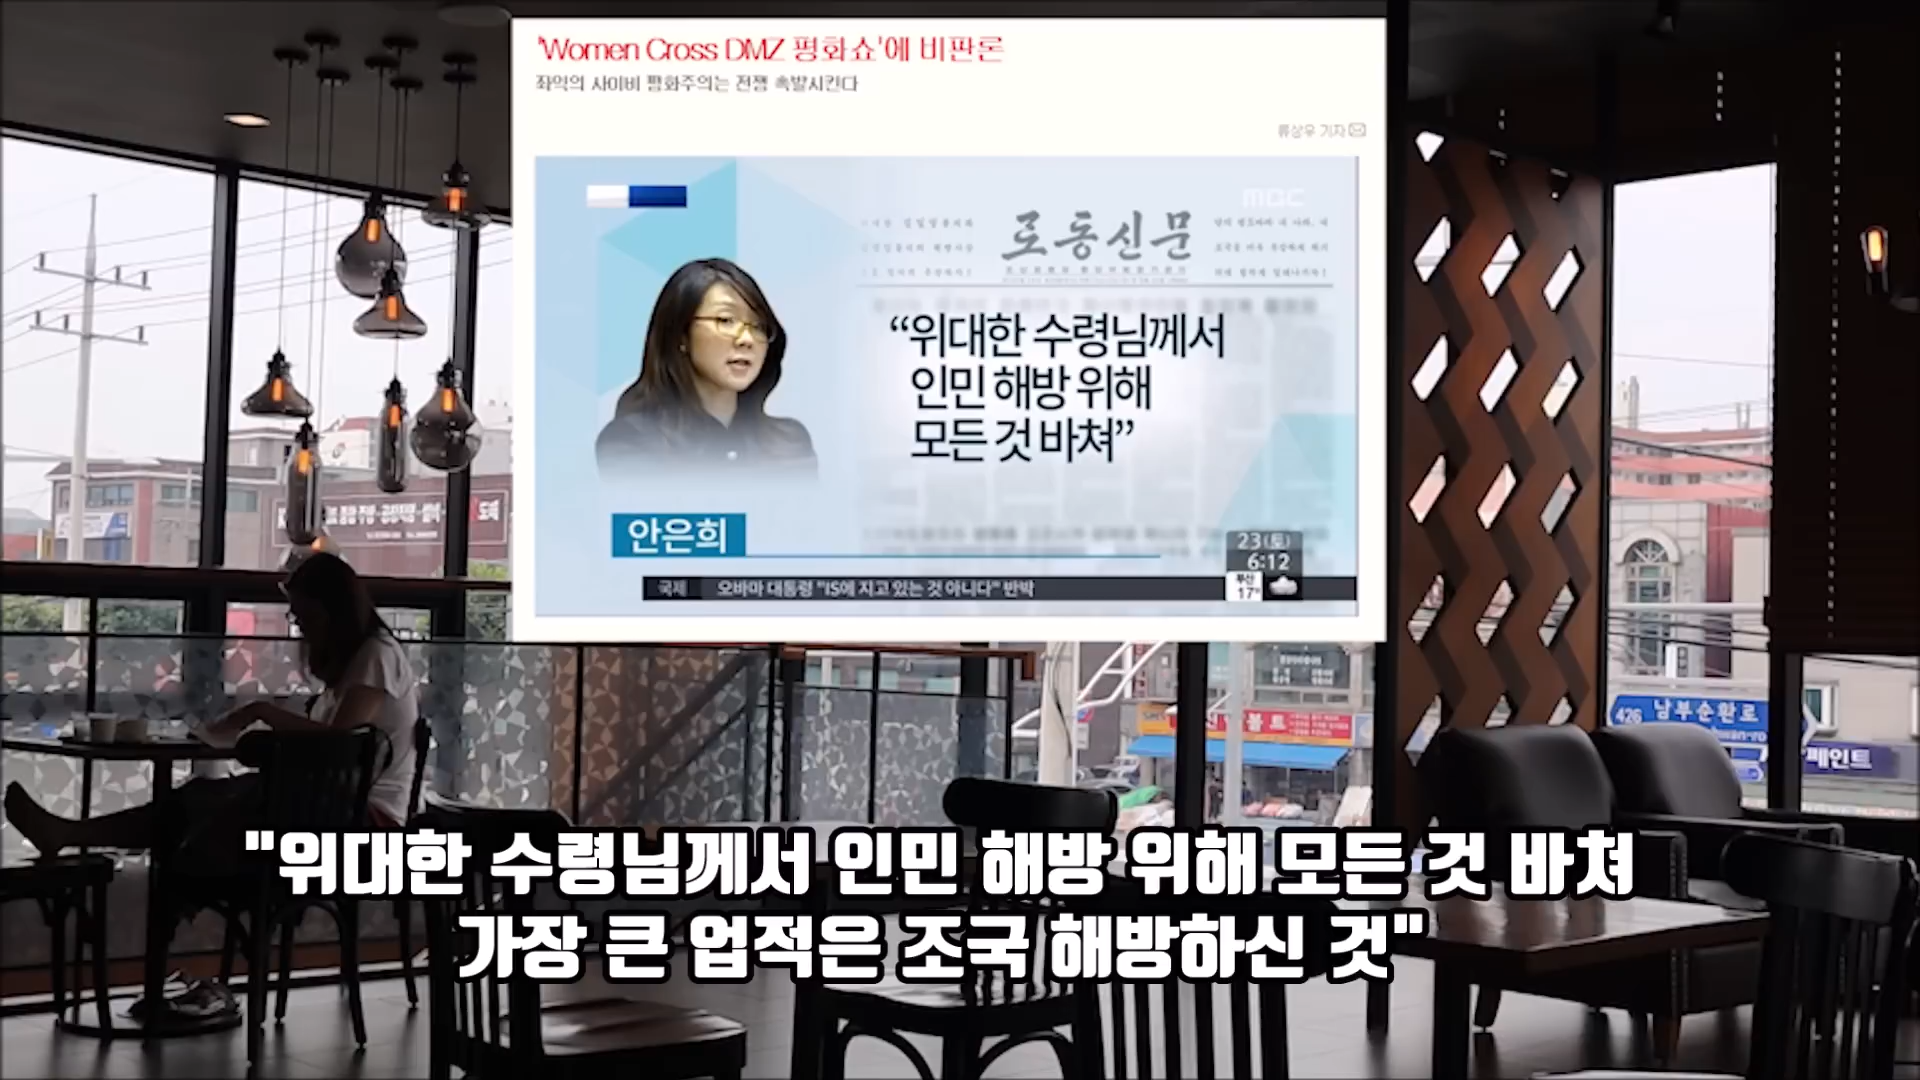 'Women Cross DMZ 평화쇼'에 비판론
좌익의 사이비 평화주의는 전쟁 촉발시킨다
류상우 기자
MBC
로동신문
“위대한 수령님께서
인민 해방 위해
모든 것 바쳐”
안은희
23(토)
6:12
국제 오바마 대통령 "IS에 지고 있는 것 아니다" 반박
부산
17°
426 남부순환로
페인트
볼트
"위대한 수령님께서 인민 해방 위해 모든 것 바쳐
가장 큰 업적은 조국 해방하신 것"